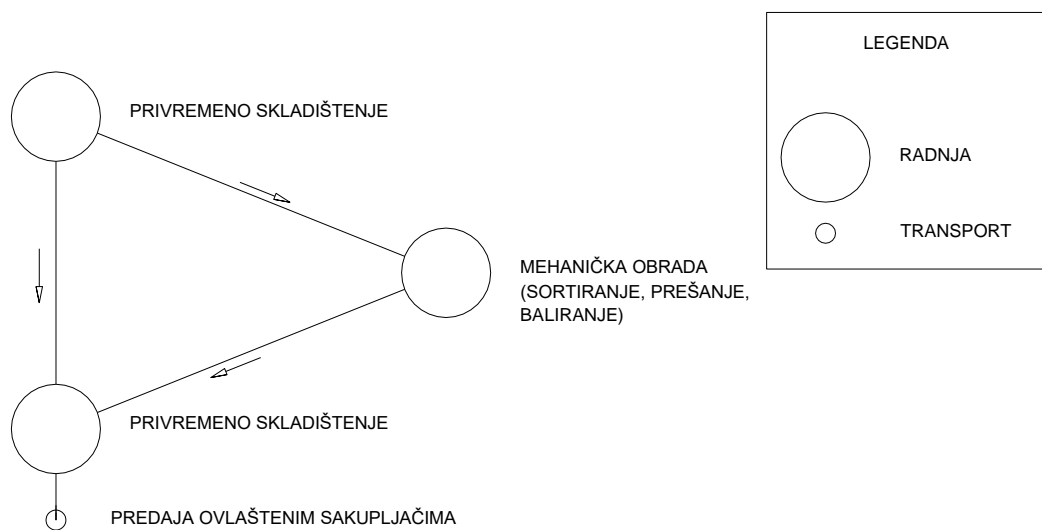 LEGENDA
PRIVREMENO SKLADIŠTENJE
RADNJA
TRANSPORT
MEHANIČKA OBRADA
(SORTIRANJE, PREŠANJE,
BALIRANJE)
PRIVREMENO SKLADIŠTENJE
PREDAJA OVLAŠTENIM SAKUPLJAČIMA